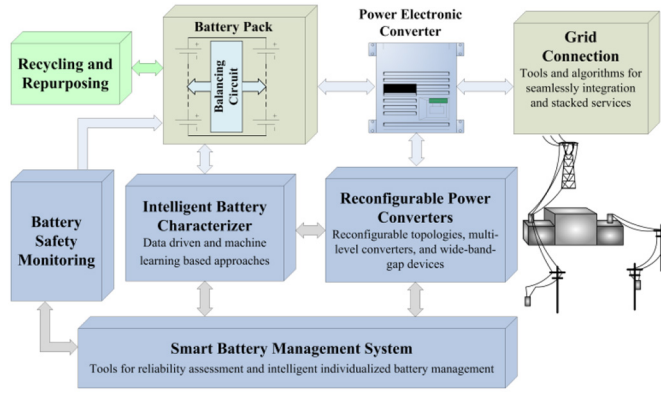 Battery Pack
Balancing
Circuit
Power Electronic
Converter
Grid
Connection
Tools and algorithms for
seamlessly integration
and stacked services
Recycling and
Repurposing
Battery
Safety
Monitoring
Intelligent Battery
Characterizer
Data driven and machine
learning based approaches
Reconfigurable Power
Converters
Reconfigurable topologies, multi-
level converters, and wide-band-
gap devices
Smart Battery Management System
Tools for reliability assessment and intelligent individualized battery management